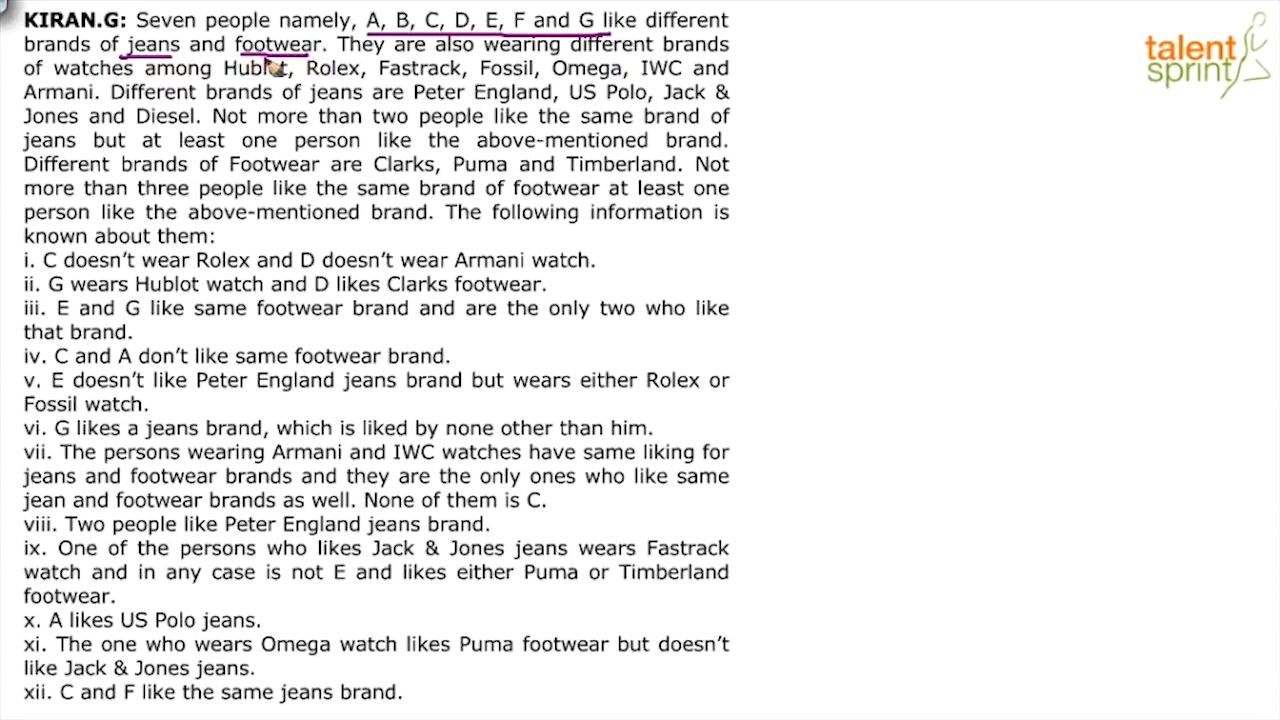 KIRAN.G: Seven people namely, A, B, C, D, E, F and G like different
brands of jeans and footwear. They are also wearing different brands
of watches among Hublot, Rolex, Fastrack, Fossil, Omega, IWC and
Armani. Different brands of jeans are Peter England, US Polo, Jack &
Jones and Diesel. Not more than two people like the same brand of
jeans but at least one person like the above-mentioned brand.
Different brands of Footwear are Clarks, Puma and Timberland. Not
more than three people like the same brand of footwear at least one
person like the above-mentioned brand. The following information is
known about them:
i. C doesn't wear Rolex and D doesn't wear Armani watch.
ii. G wears Hublot watch and D likes Clarks footwear.
iii. E and G like same footwear brand and are the only two who like
that brand.
iv. C and A don't like same footwear brand.
v. E doesn't like Peter England jeans brand but wears either Rolex or
Fossil watch.
vi. G likes a jeans brand, which is liked by none other than him.
vii. The persons wearing Armani and IWC watches have same liking for
jeans and footwear brands and they are the only ones who like same
jean and footwear brands as well. None of them is C.
viii. Two people like Peter England jeans brand.
ix. One of the persons who likes Jack & Jones jeans wears Fastrack
watch and in any case is not E and likes either Puma or Timberland
footwear.
x. A likes US Polo jeans.
xi. The one who wears Omega watch likes Puma footwear but doesn't
like Jack & Jones jeans.
xii. C and F like the same jeans brand.
talent
sprint